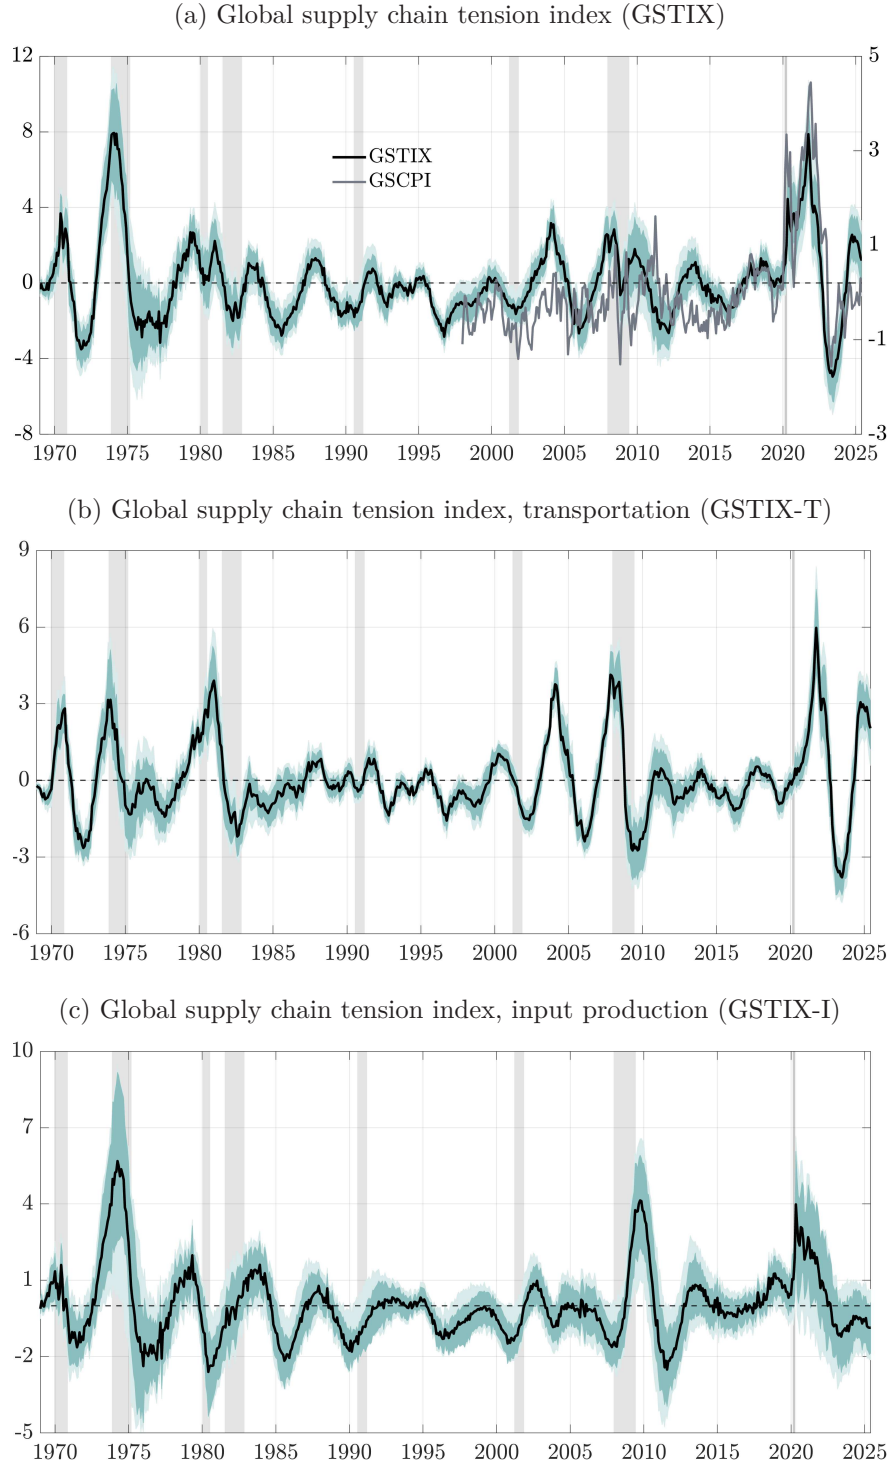 (a) Global supply chain tension index (GSTIX)
12 5
8 3
GSTIX
GSCPI
4 1
0
-4 -1
-8 -3
1970 1975 1980 1985 1990 1995 2000 2005 2010 2015 2020 2025
(b) Global supply chain tension index, transportation (GSTIX-T)
9
6
3
0
-3
-6
1970 1975 1980 1985 1990 1995 2000 2005 2010 2015 2020 2025
(c) Global supply chain tension index, input production (GSTIX-I)
10
7
4
1
-2
-5
1970 1975 1980 1985 1990 1995 2000 2005 2010 2015 2020 2025